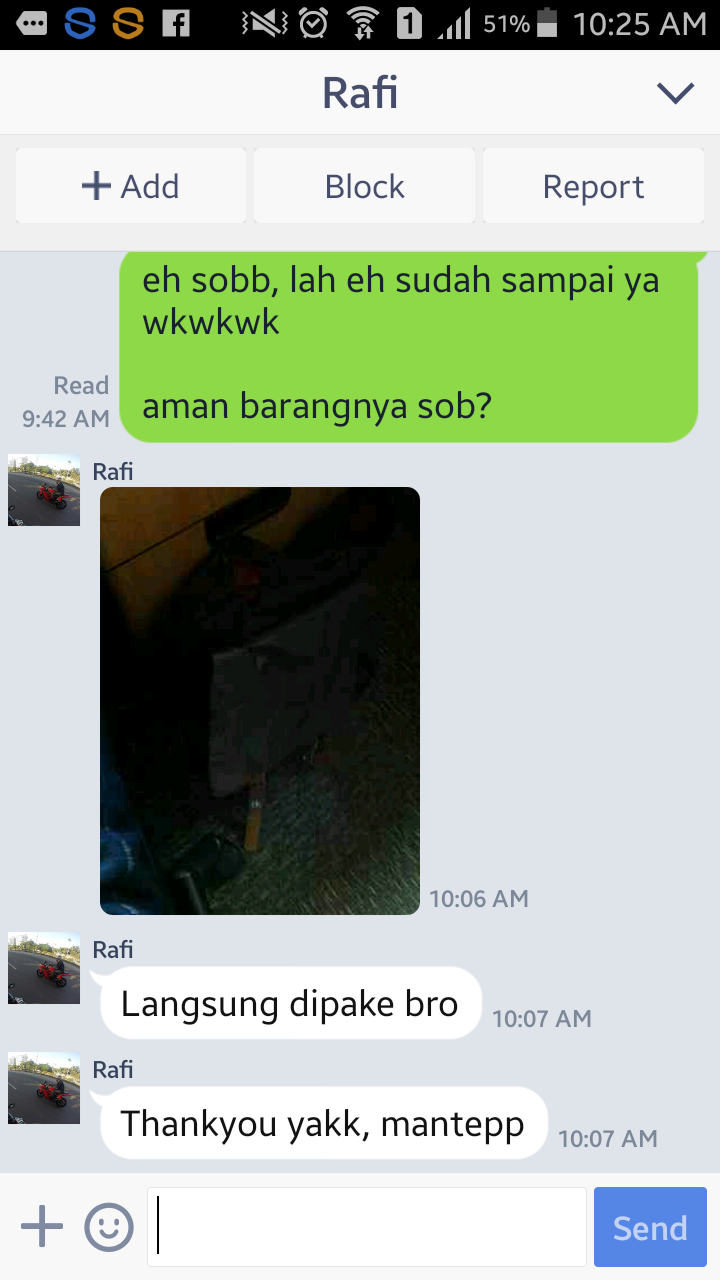 1 51% 10:25 AM
Rafi
+ Add Block Report
eh sobb, lah eh sudah sampai ya
wkwkwk
Read
9:42 AM
aman barangnya sob?
Rafi
10:06 AM
Rafi
Langsung dipake bro
10:07 AM
Rafi
Thankyou yakk, mantepp
10:07 AM
Send